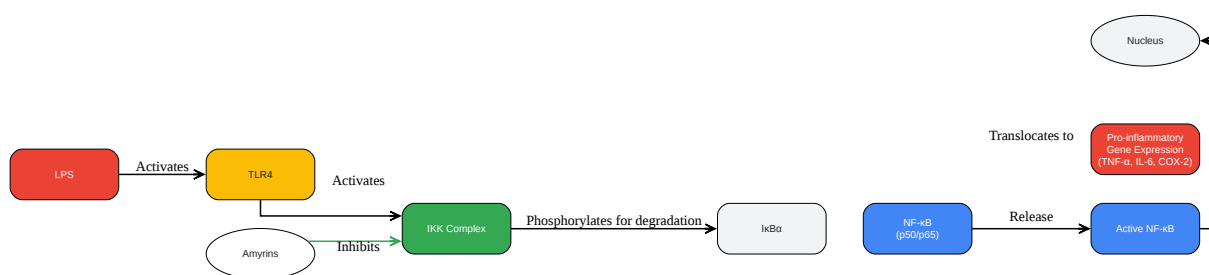 Nucleus
Translocates to
Pro-inflammatory
Gene Expression
(TNF-α, IL-6, COX-2)
LPS
Activates
TLR4
Activates
Amyrins
Inhibits
IKK Complex
Phosphorylates for degradation
IκBα
NF-κB
(p50/p65)
Release
Active NF-κB